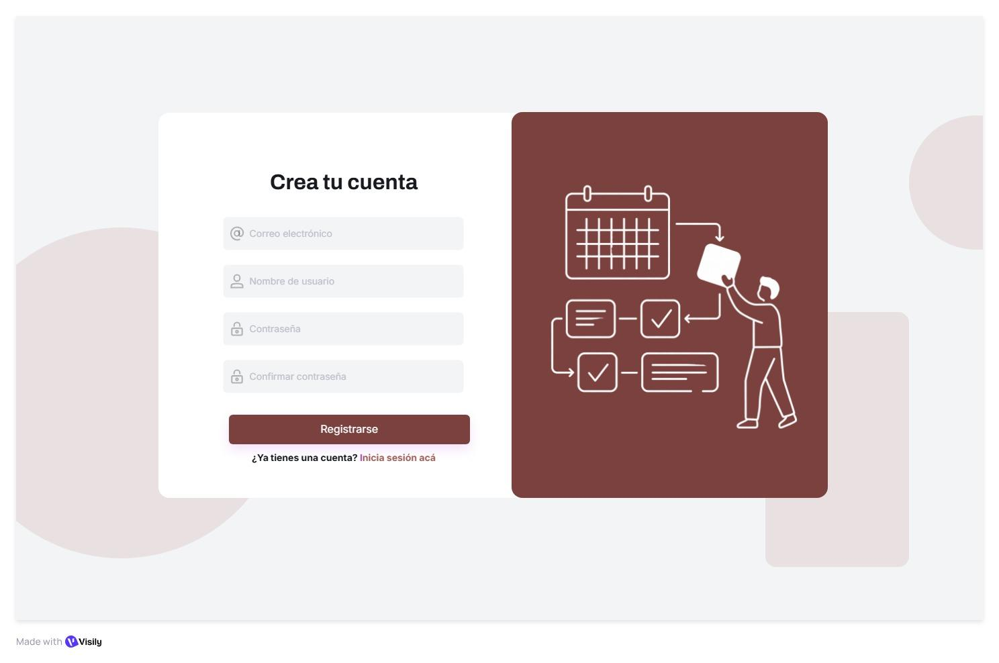 Crea tu cuenta
Correo electrónico
Nombre de usuario
Contraseña
Confirmar contraseña
Registrarse
¿Ya tienes una cuenta? Inicia sesión acá
Made with Visily